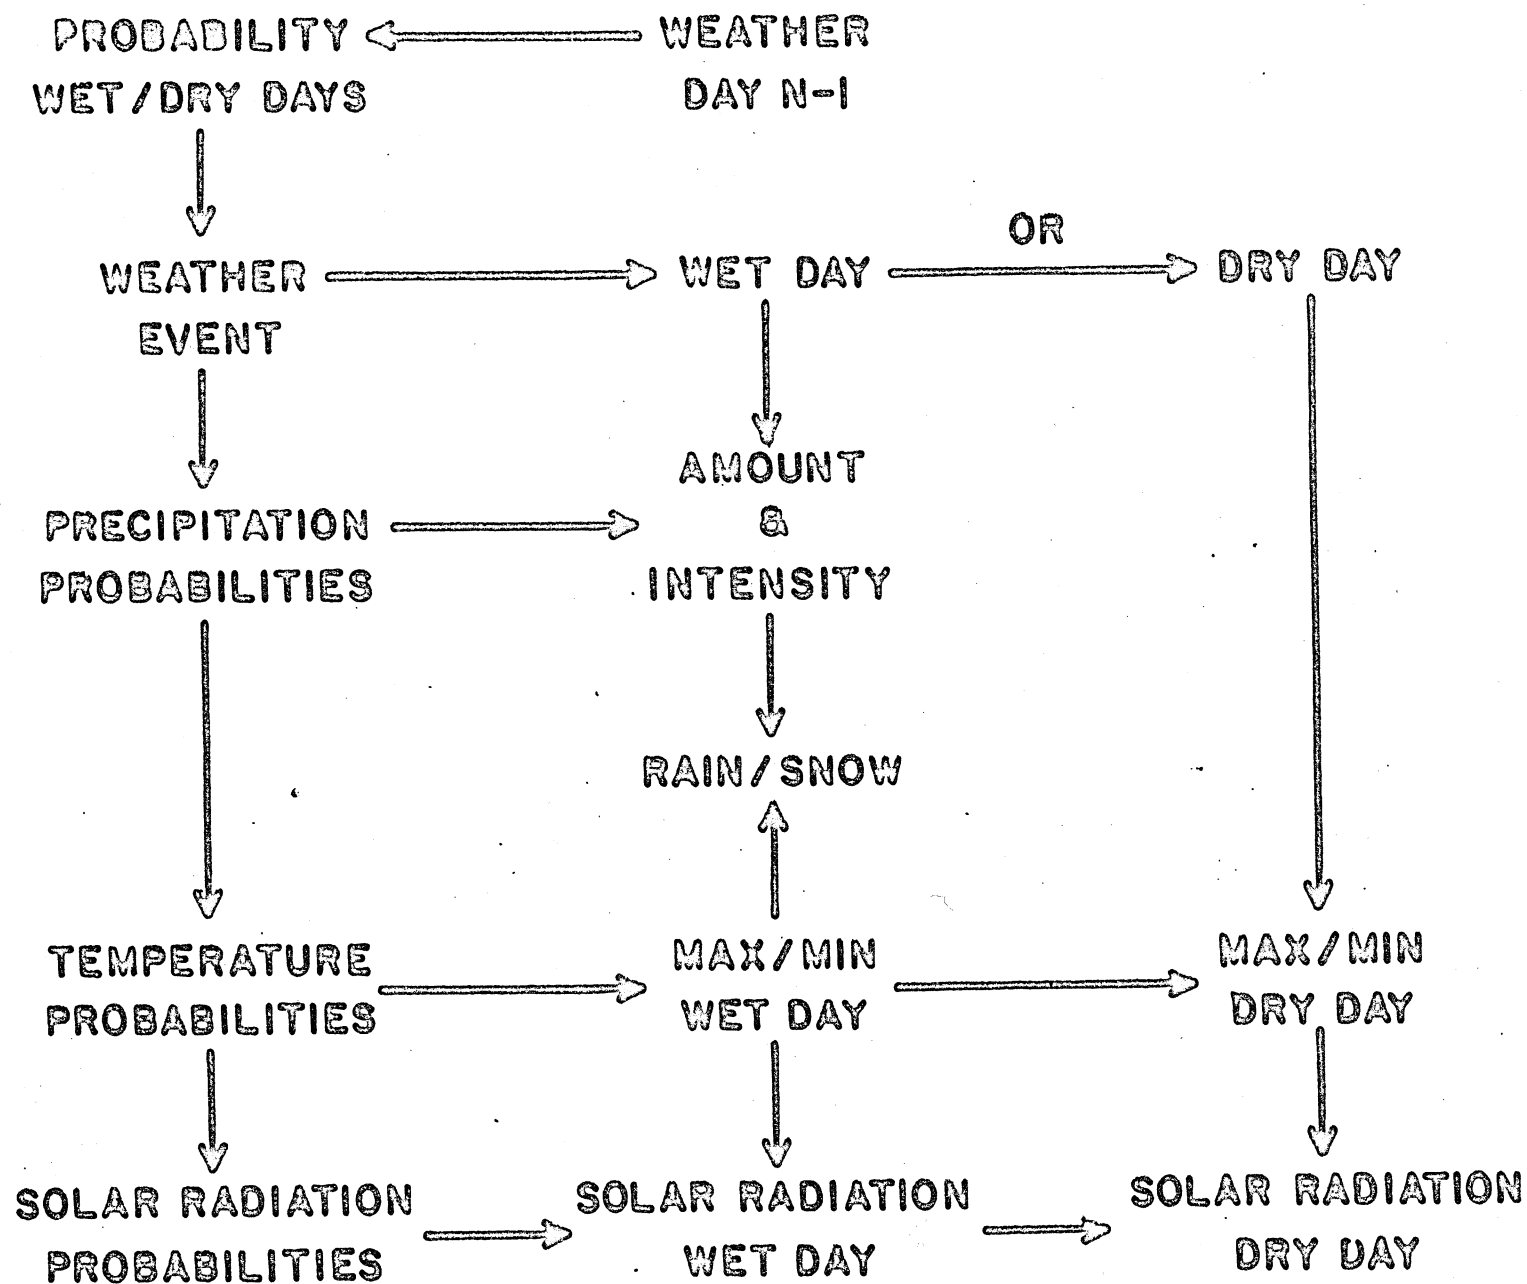 PROBABILITY
WET/DRY DAYS
WEATHER
DAY N-1
WEATHER
EVENT
WET DAY
OR
DRY DAY
PRECIPITATION
PROBABILITIES
AMOUNT
&
INTENSITY
RAIN/SNOW
TEMPERATURE
PROBABILITIES
MAX/MIN
WET DAY
MAX/MIN
DRY DAY
SOLAR RADIATION
PROBABILITIES
SOLAR RADIATION
WET DAY
SOLAR RADIATION
DRY DAY